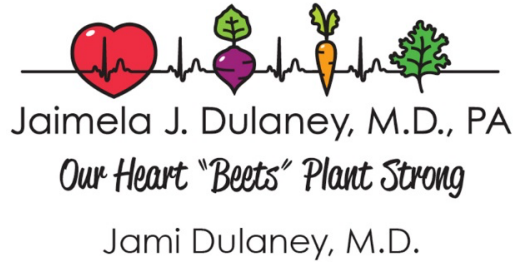 Jaimela J. Dulaney, M.D., PA
Our Heart "Beets" Plant Strong
Jami Dulaney, M.D.